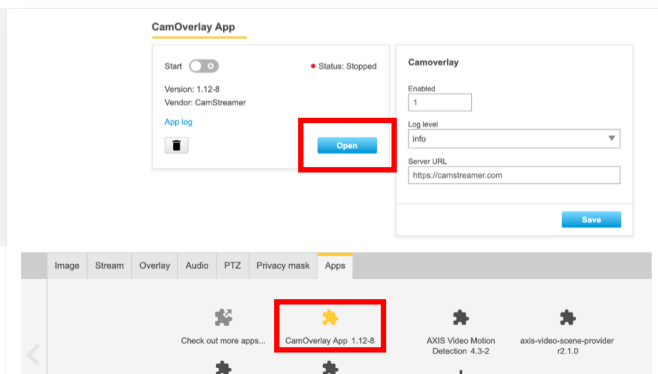 CamOverlay App
Start
Status: Stopped
Version: 1.12-8
Vendor: CamStreamer
App log
Open
Camoverlay
Enabled
1
Log level
info
Server URL
https://camstreamer.com
Save
Image Stream Overlay Audio PTZ Privacy mask Apps
Check out more apps...
CamOverlay App 1.12-8
AXIS Video Motion
Detection 4.3-2
axis-video-scene-provider
r2.1.0